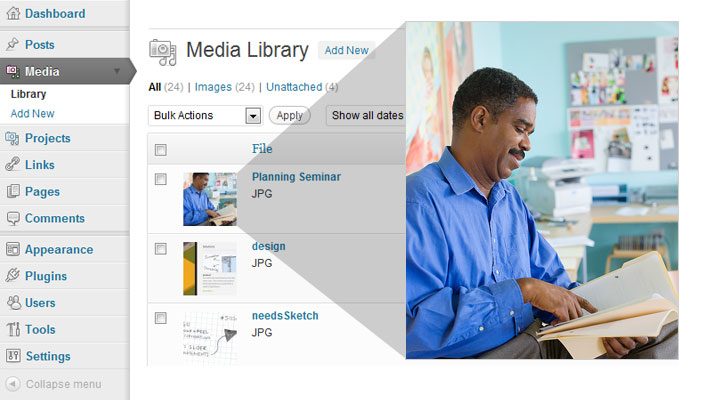 Dashboard
Posts
Media
Library
Add New
Projects
Links
Pages
Comments
Appearance
Plugins
Users
Tools
Settings
Collapse menu
Media Library Add New
All (24) | Images (24) | Unattached (4)
Bulk Actions Apply Show all dates
File
Planning Seminar
JPG
design
JPG
needsSketch
JPG